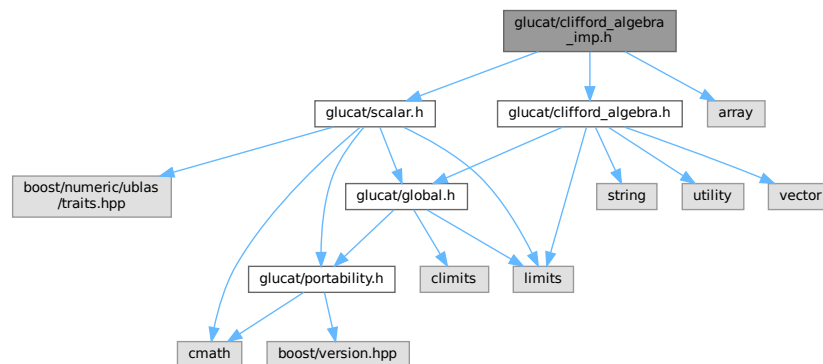 glucat/clifford_algebra
_imp.h
glucat/scalar.h
glucat/clifford_algebra.h
array
boost/numeric/ublas
/traits.hpp
glucat/global.h
string
utility
vector
glucat/portability.h
climits
limits
cmath
boost/version.hpp